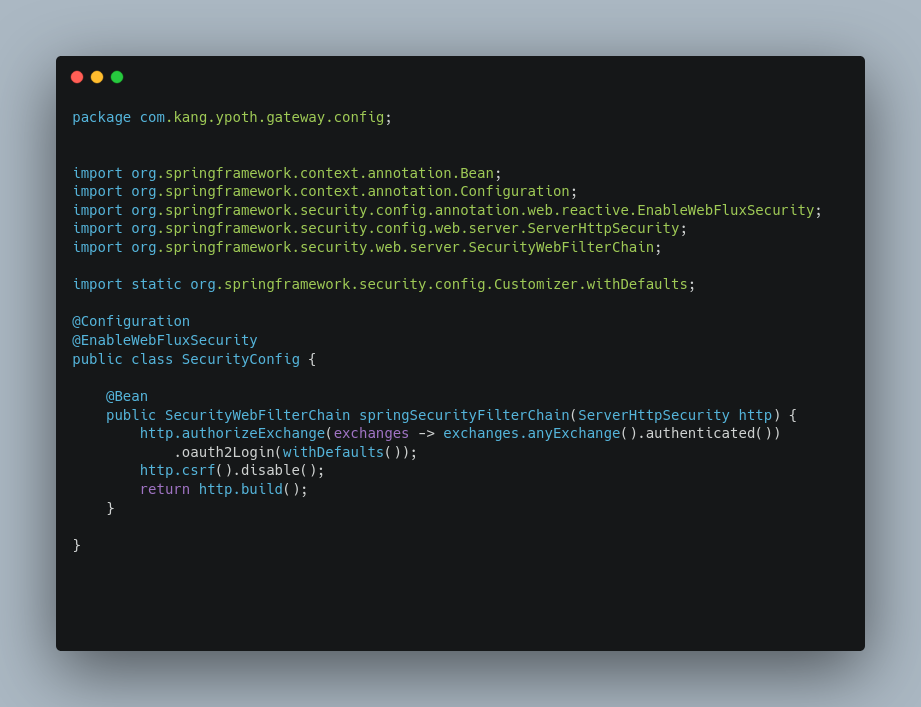 package com.kang.ypoth.gateway.config;
import org.springframework.context.annotation.Bean;
import org.springframework.context.annotation.Configuration;
import org.springframework.security.config.annotation.web.reactive.EnableWebFluxSecurity;
import org.springframework.security.config.web.server.ServerHttpSecurity;
import org.springframework.security.web.server.SecurityWebFilterChain;
import static org.springframework.security.config.Customizer.withDefaults;
@Configuration
@EnableWebFluxSecurity
public class SecurityConfig {
    @Bean
    public SecurityWebFilterChain springSecurityFilterChain(ServerHttpSecurity http) {
        http.authorizeExchange(exchanges -> exchanges.anyExchange().authenticated())
            .oauth2Login(withDefaults());
        http.csrf().disable();
        return http.build();
    }
}